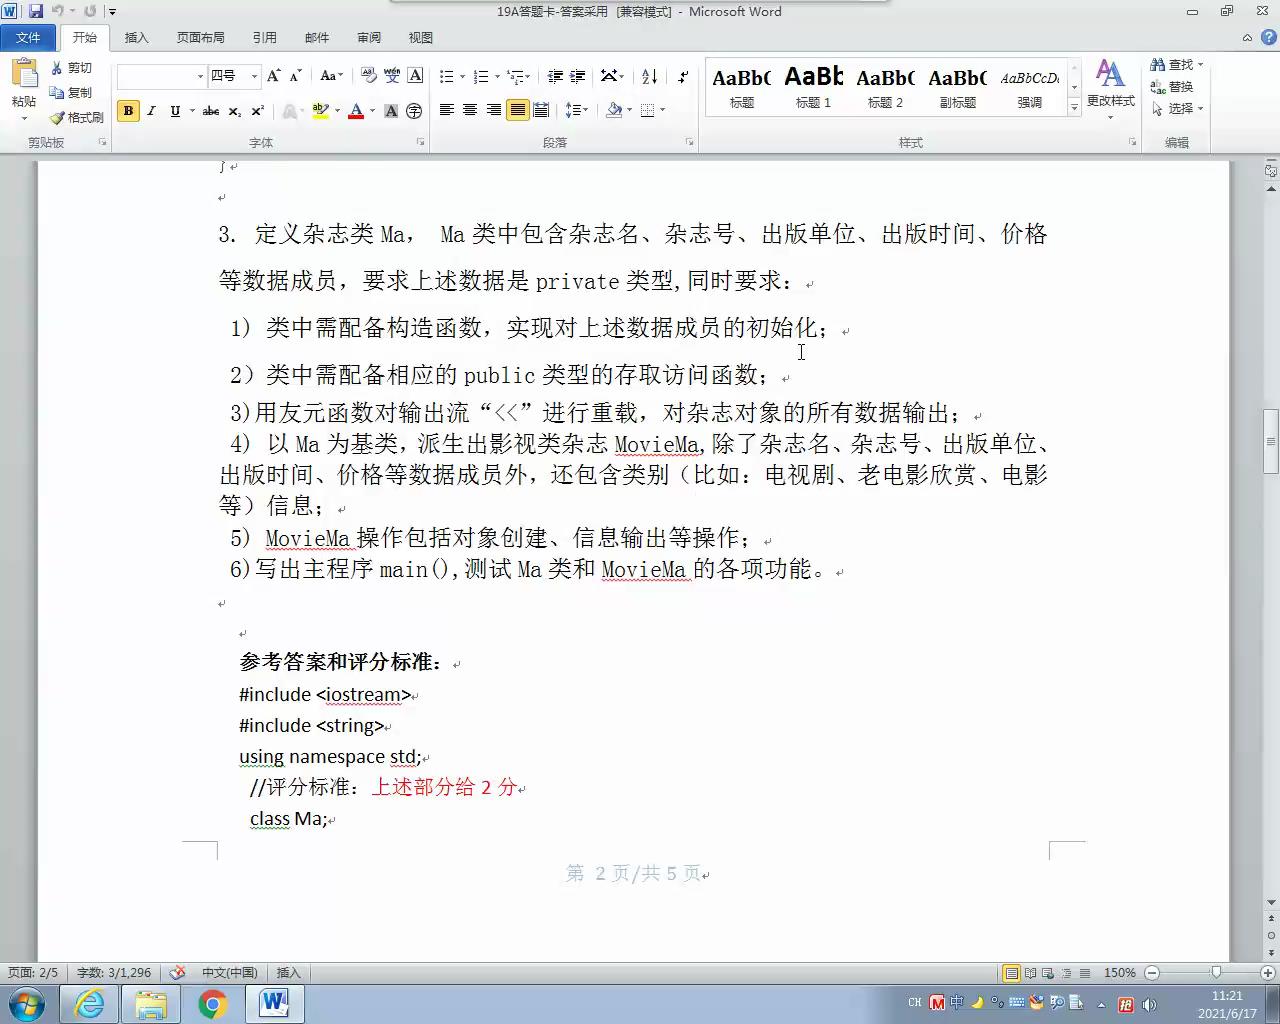 19A答题卡-答案采用 [兼容模式] - Microsoft Word
文件 开始 插入 页面布局 引用 邮件 审阅 视图
剪切
复制
格式刷
粘贴
四号
AaBbC AaBb AaBbC AaBbC AaBbCcD
标题 标题 1 标题 2 副标题 强调
更改样式
查找
替换
选择
剪贴板 字体 段落 样式 编辑
}
3. 定义杂志类 Ma， Ma 类中包含杂志名、杂志号、出版单位、出版时间、价格
等数据成员，要求上述数据是 private 类型,同时要求：
1) 类中需配备构造函数，实现对上述数据成员的初始化；
2）类中需配备相应的 public 类型的存取访问函数；
3)用友元函数对输出流“<<”进行重载，对杂志对象的所有数据输出；
4) 以 Ma 为基类，派生出影视类杂志 MovieMa,除了杂志名、杂志号、出版单位、
出版时间、价格等数据成员外，还包含类别（比如：电视剧、老电影欣赏、电影
等）信息；
5) MovieMa 操作包括对象创建、信息输出等操作；
6)写出主程序 main(),测试 Ma 类和 MovieMa 的各项功能。
参考答案和评分标准：
#include <iostream>
#include <string>
using namespace std;
//评分标准：上述部分给 2 分
class Ma;
第 2 页/共 5 页
页面: 2/5 字数: 3/1,296 中文(中国) 插入 150%
CH 中 11:21
2021/6/17